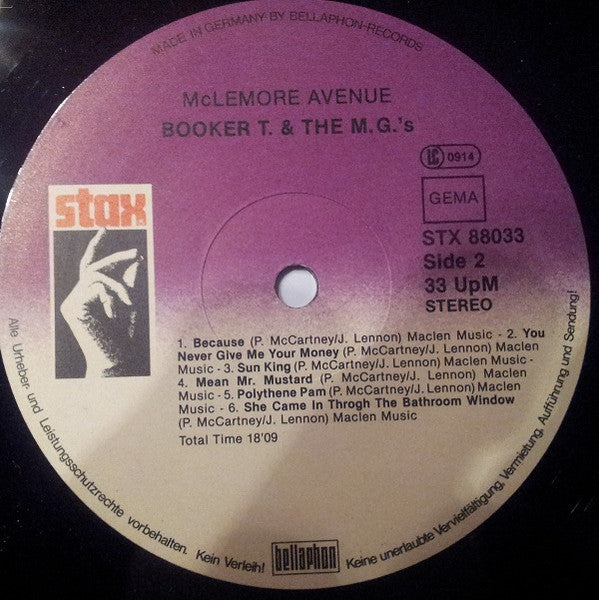 MADE IN GERMANY BY BELLAPHON-RECORDS
McLEMORE AVENUE
BOOKER T. & THE M.G.'s
LC 0914
GEMA
stax
STX 88033
Side 2
33 UpM
STEREO
1. Because (P. McCartney/J. Lennon) Maclen Music - 2. You
Never Give Me Your Money (P. McCartney/J. Lennon) Maclen
Music - 3. Sun King (P. McCartney/J. Lennon) Maclen Music -
4. Mean Mr. Mustard (P. McCartney/J. Lennon) Maclen
Music - 5. Polythene Pam (P. McCartney/J. Lennon) Maclen
Music - 6. She Came In Throgh The Bathroom Window
(P. McCartney/J. Lennon) Maclen Music
Total Time 18'09
Alle Urheber- und Leistungsschutzrechte vorbehalten. Kein Verleih! Keine unerlaubte Vervielfältigung, Vermietung, Aufführung und Sendung!
bellaphon